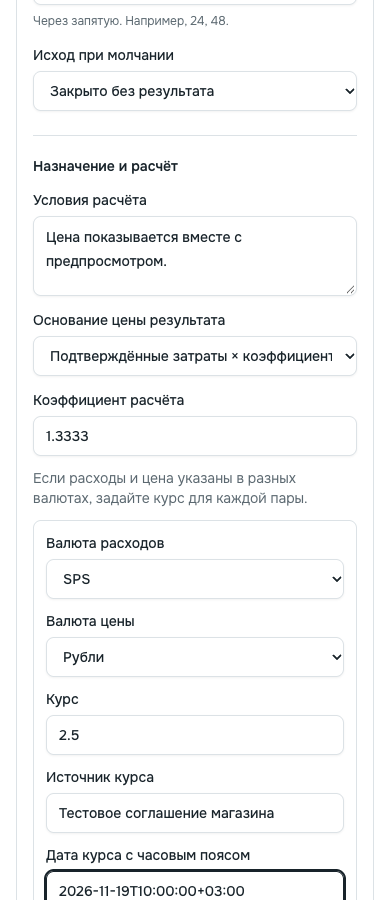 Через запятую. Например, 24, 48.
Исход при молчании
Закрыто без результата
Назначение и расчёт
Условия расчёта
Цена показывается вместе с
предпросмотром.
Основание цены результата
Подтверждённые затраты × коэффициент
Коэффициент расчёта
1.3333
Если расходы и цена указаны в разных
валютах, задайте курс для каждой пары.
Валюта расходов
SPS
Валюта цены
Рубли
Курс
2.5
Источник курса
Тестовое соглашение магазина
Дата курса с часовым поясом
2026-11-19T10:00:00+03:00